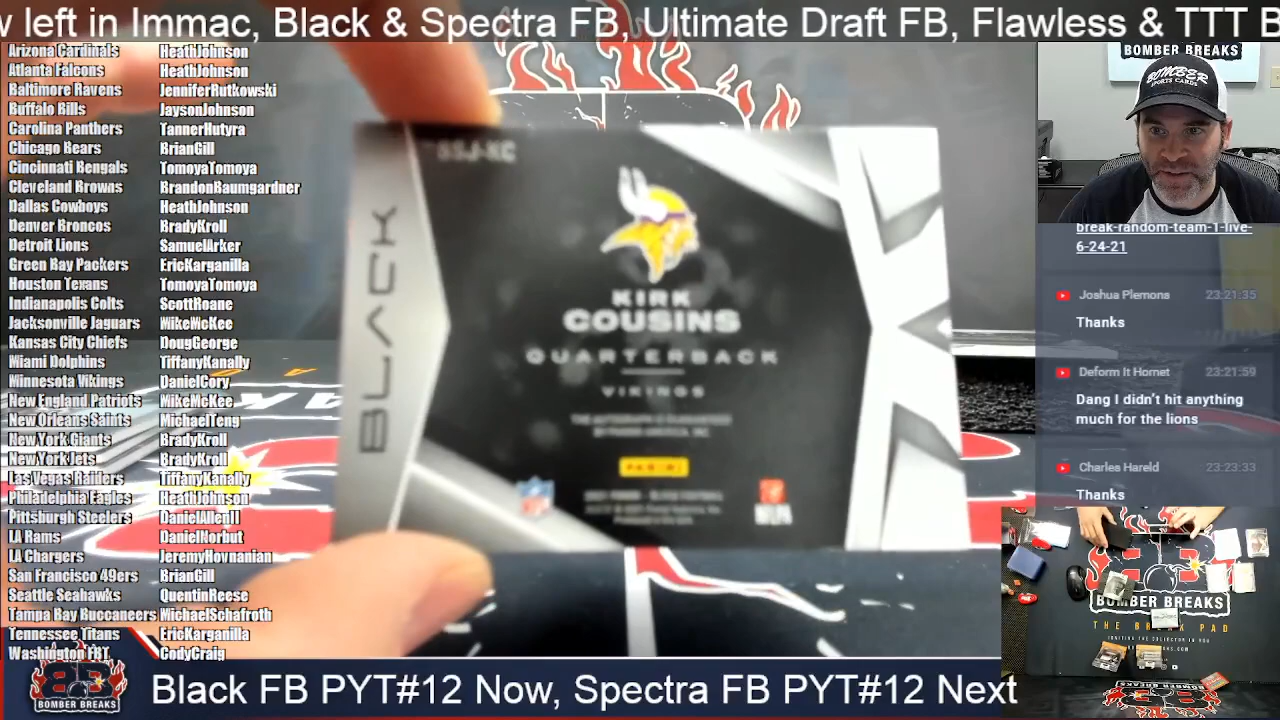 w left in Immac, Black & Spectra FB, Ultimate Draft FB, Flawless & TTT B
Arizona Cardinals HeathJohnson
Atlanta Falcons HeathJohnson
Baltimore Ravens JenniferRutkowski
Buffalo Bills JaysonJohnson
Carolina Panthers TannerHutyra
Chicago Bears BrianGill
Cincinnati Bengals TomoyaTomoya
Cleveland Browns BrandonBaumgardner
Dallas Cowboys HeathJohnson
Denver Broncos BradyKroll
Detroit Lions SamuelArker
Green Bay Packers EricKarganilla
Houston Texans TomoyaTomoya
Indianapolis Colts ScottRoane
Jacksonville Jaguars MikeMcKee
Kansas City Chiefs DougGeorge
Miami Dolphins TiffanyKanally
Minnesota Vikings DanielCory
New England Patriots MikeMcKee
New Orleans Saints MichaelTeng
New York Giants BradyKroll
New York Jets BradyKroll
Las Vegas Raiders TiffanyKanally
Philadelphia Eagles HeathJohnson
Pittsburgh Steelers DanielAllenII
LA Rams DanielNorbut
LA Chargers JeremyHovnanian
San Francisco 49ers BrianGill
Seattle Seahawks QuentinReese
Tampa Bay Buccaneers MichaelSchafroth
Tennessee Titans EricKarganilla
Washington FBT CodyCraig
BLACK
KIRK
COUSINS
QUARTERBACK
VIKINGS
PANINI
NFL
NFLPA
BOMBER BREAKS
BOMBER
SPORTS CARDS
break-random-team-1-live-
6-24-21
Joshua Plemons 23:21:35
Thanks
Deform It Hornet 23:21:59
Dang I didn't hit anything
much for the lions
Charles Hareld 23:23:33
Thanks
BOMBER BREAKS
THE BREAK PAD
BOMBER BREAKS
Black FB PYT#12 Now, Spectra FB PYT#12 Next